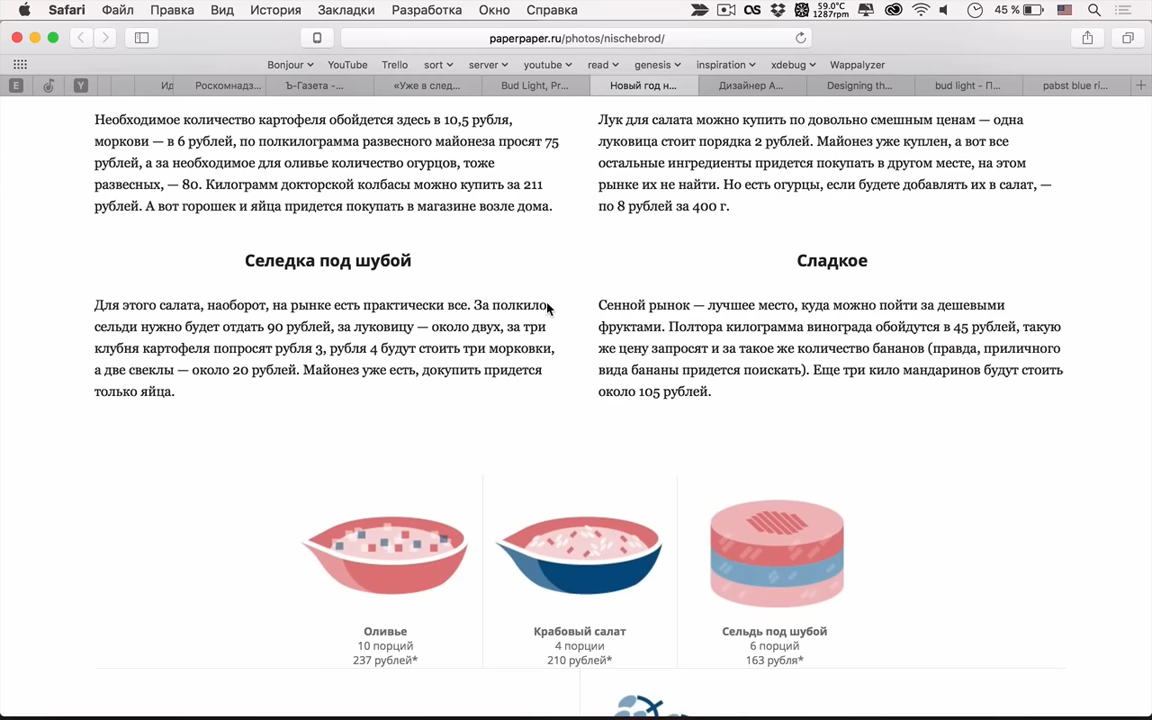 Safari Файл Правка Вид История Закладки Разработка Окно Справка
59.0°C
1287rpm
45 %
paperpaper.ru/photos/nischebrod/
Bonjour YouTube Trello sort server youtube read genesis inspiration xdebug Wappalyzer
E Y Ид Роскомнадз... Ъ-Газета -... «Уже в след... Bud Light, Pr... Новый год н... Дизайнер А... Designing th... bud light - П... pabst blue ri...
Необходимое количество картофеля обойдется здесь в 10,5 рубля,
моркови — в 6 рублей, по полкилограмма развесного майонеза просят 75
рублей, а за необходимое для оливье количество огурцов, тоже
развесных, — 80. Килограмм докторской колбасы можно купить за 211
рублей. А вот горошек и яйца придется покупать в магазине возле дома.
Селедка под шубой
Для этого салата, наоборот, на рынке есть практически все. За полкило
сельди нужно будет отдать 90 рублей, за луковицу — около двух, за три
клубня картофеля попросят рубля 3, рубля 4 будут стоить три морковки,
а две свеклы — около 20 рублей. Майонез уже есть, докупить придется
только яйца.
Лук для салата можно купить по довольно смешным ценам — одна
луковица стоит порядка 2 рублей. Майонез уже куплен, а вот все
остальные ингредиенты придется покупать в другом месте, на этом
рынке их не найти. Но есть огурцы, если будете добавлять их в салат, —
по 8 рублей за 400 г.
Сладкое
Сенной рынок — лучшее место, куда можно пойти за дешевыми
фруктами. Полтора килограмма винограда обойдутся в 45 рублей, такую
же цену запросят и за такое же количество бананов (правда, приличного
вида бананы придется поискать). Еще три кило мандаринов будут стоить
около 105 рублей.
Оливье
10 порций
237 рублей*
Крабовый салат
4 порции
210 рублей*
Сельдь под шубой
6 порций
163 рубля*